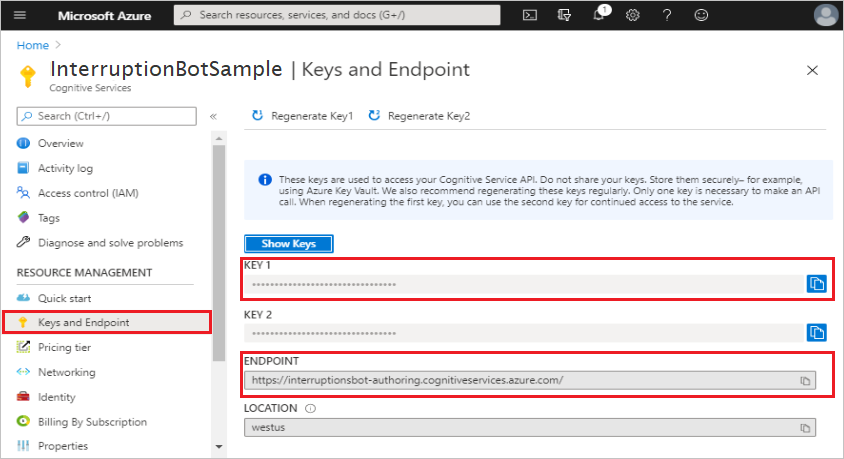 Microsoft Azure
Search resources, services, and docs (G+/)
1
Home >
InterruptionBotSample | Keys and Endpoint
Cognitive Services
Search (Ctrl+/)
«
Regenerate Key1
Regenerate Key2
Overview
Activity log
Access control (IAM)
Tags
Diagnose and solve problems
RESOURCE MANAGEMENT
Quick start
Keys and Endpoint
Pricing tier
Networking
Identity
Billing By Subscription
Properties
These keys are used to access your Cognitive Service API. Do not share your keys. Store them securely– for example,
using Azure Key Vault. We also recommend regenerating these keys regularly. Only one key is necessary to make an API
call. When regenerating the first key, you can use the second key for continued access to the service.
Show Keys
KEY 1
••••••••••••••••••••••••••••••••
KEY 2
••••••••••••••••••••••••••••••••
ENDPOINT
https://interruptionsbot-authoring.cognitiveservices.azure.com/
LOCATION
westus